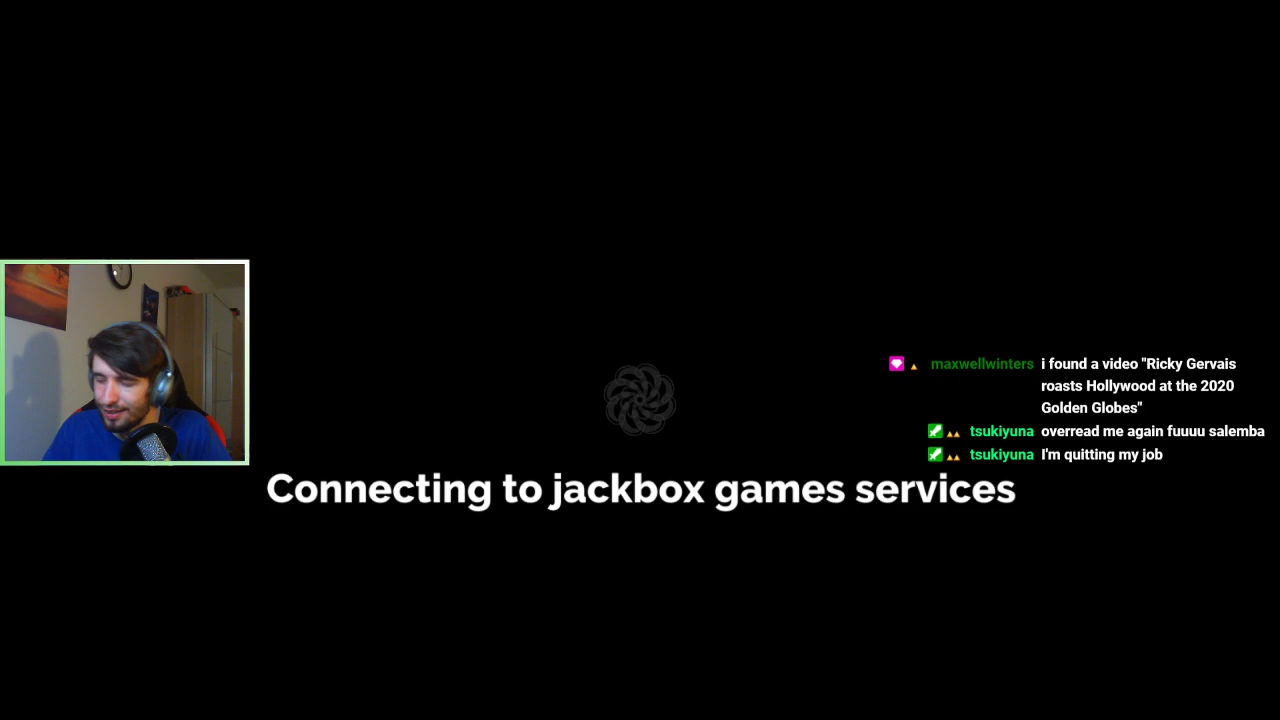 maxwellwinters i found a video "Ricky Gervais
roasts Hollywood at the 2020
Golden Globes"
tsukiyuna overread me again fuuuu salemba
tsukiyuna I'm quitting my job
Connecting to jackbox games services